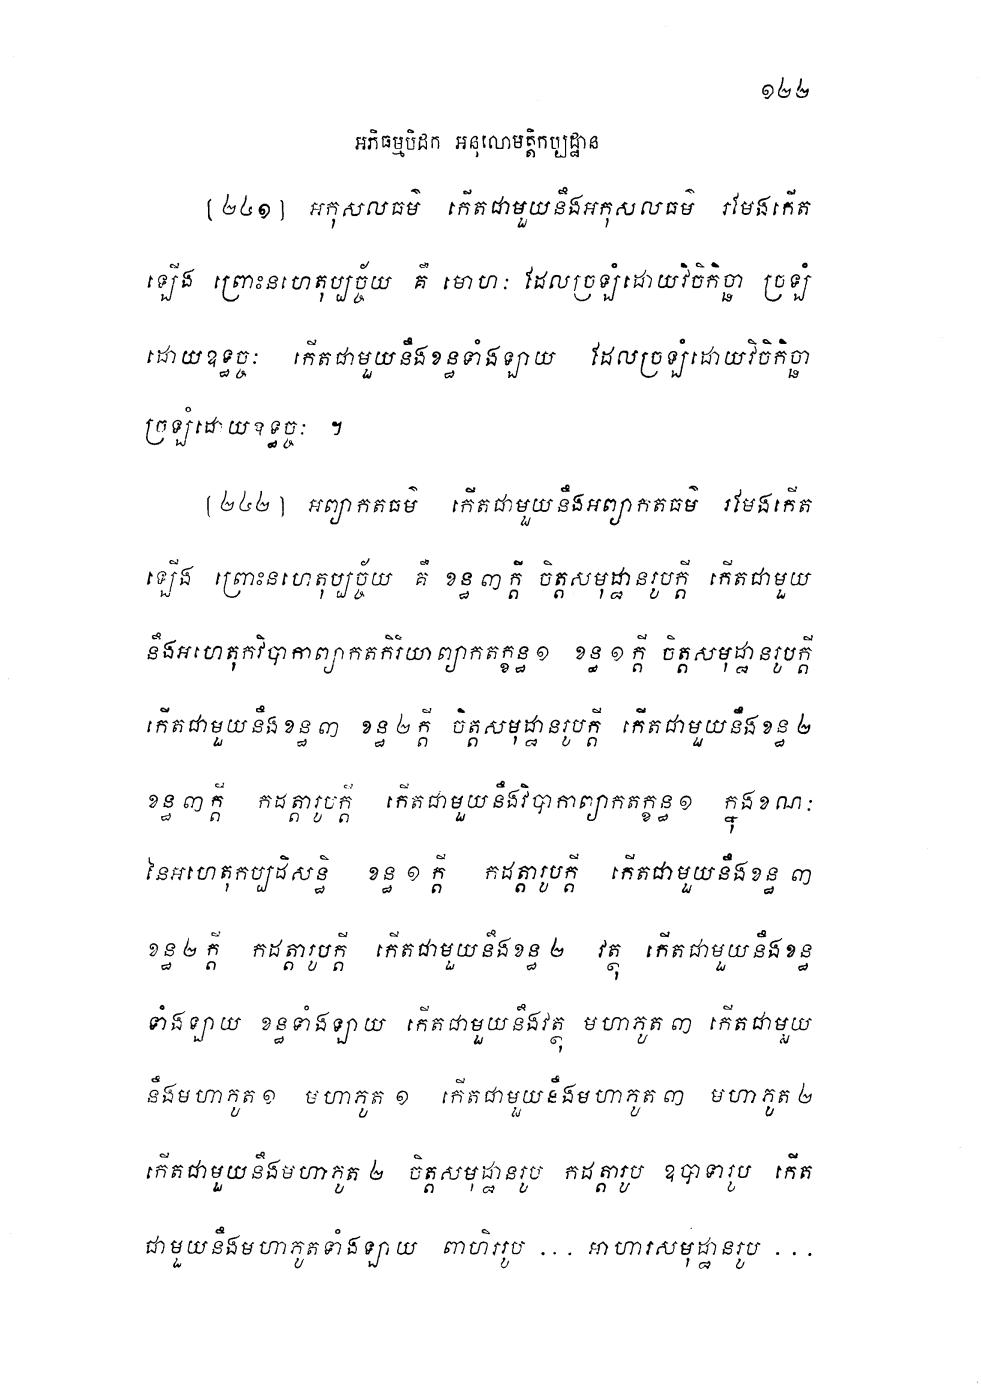 ១២២
អភិធម្មបិដក អនុលោមត្តិកប្បដ្ឋាន
[២៤១] អកុសលធម៌ កើតជាមួយនឹងអកុសលធម៌ រមែងកើត
ឡើង ព្រោះនហេតុប្បច្ច័យ គឺ មោហៈ ដែលច្រឡំដោយវិចិកិច្ឆា ច្រឡំ
ដោយឧទ្ធច្ចៈ កើតជាមួយនឹងខន្ធទាំងឡាយ ដែលច្រឡំដោយវិចិកិច្ឆា
ច្រឡំដោយឧទ្ធច្ចៈ ។
[២៤២] អព្យាកតធម៌ កើតជាមួយនឹងអព្យាកតធម៌ រមែងកើត
ឡើង ព្រោះនហេតុប្បច្ច័យ គឺ ខន្ធ ៣ ក្តី ចិត្តសមុដ្ឋានរូបក្តី កើតជាមួយ
នឹងអហេតុកវិបាកាព្យាកតកិរិយាព្យាកតក្ខន្ធ ១ ខន្ធ ១ ក្តី ចិត្តសមុដ្ឋានរូបក្តី
កើតជាមួយនឹងខន្ធ ៣ ខន្ធ ២ ក្តី ចិត្តសមុដ្ឋានរូបក្តី កើតជាមួយនឹងខន្ធ ២
ខន្ធ ៣ ក្តី កដត្តារូបក្តី កើតជាមួយនឹងវិបាកាព្យាកតក្ខន្ធ ១ ក្នុងខណៈ
នៃអហេតុកប្បដិសន្ធិ ខន្ធ ១ ក្តី កដត្តារូបក្តី កើតជាមួយនឹងខន្ធ ៣
ខន្ធ ២ ក្តី កដត្តារូបក្តី កើតជាមួយនឹងខន្ធ ២ វត្ថុ កើតជាមួយនឹងខន្ធ
ទាំងឡាយ ខន្ធទាំងឡាយ កើតជាមួយនឹងវត្ថុ មហាភូត ៣ កើតជាមួយ
នឹងមហាភូត ១ មហាភូត ១ កើតជាមួយនឹងមហាភូត ៣ មហាភូត ២
កើតជាមួយនឹងមហាភូត ២ ចិត្តសមុដ្ឋានរូប កដត្តារូប ឧបាទារូប កើត
ជាមួយនឹងមហាភូតទាំងឡាយ ពាហិររូប ... អាហារសមុដ្ឋានរូប ...